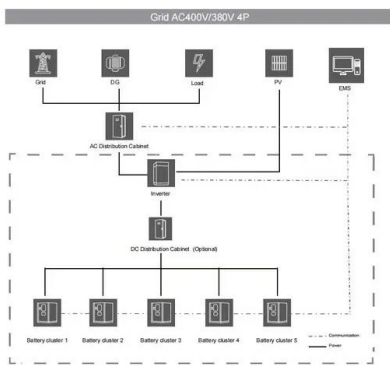 Grid AC400V/380V 4P
Grid
DG
Load
PV
EMS
AC Distribution Cabinet
Inverter
DC Distribution Cabinet (Optional)
Battery cluster 1
Battery cluster 2
Battery cluster 3
Battery cluster 4
Battery cluster 5
Communication
Power